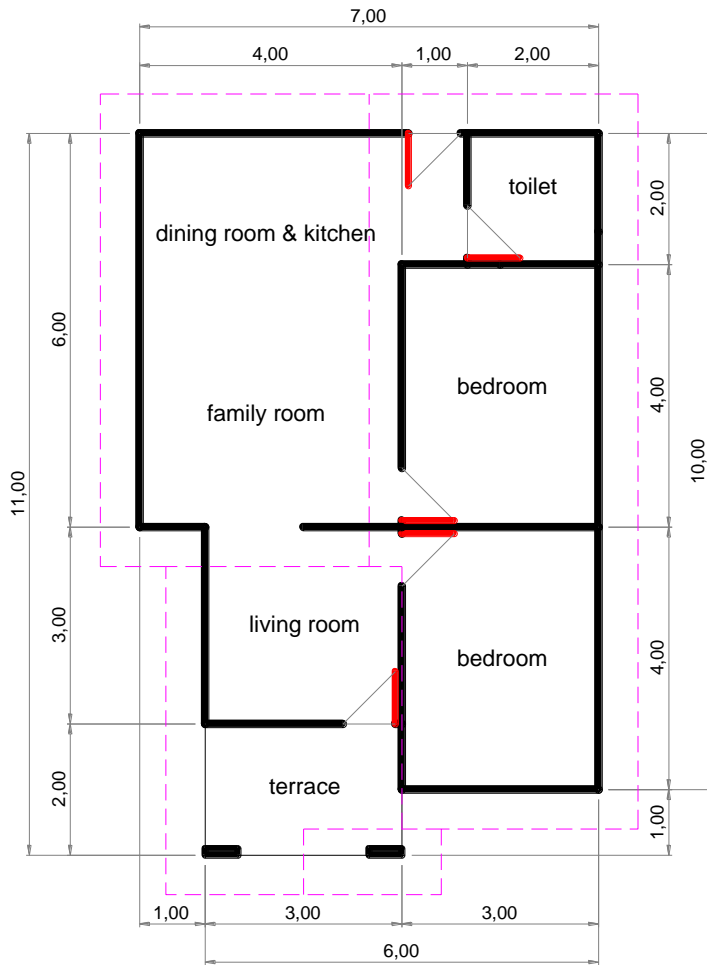 7,00
4,00
1,00
2,00
toilet
2,00
dining room & kitchen
6,00
bedroom
4,00
family room
10,00
11,00
living room
3,00
bedroom
4,00
terrace
2,00
1,00
1,00
3,00
3,00
6,00